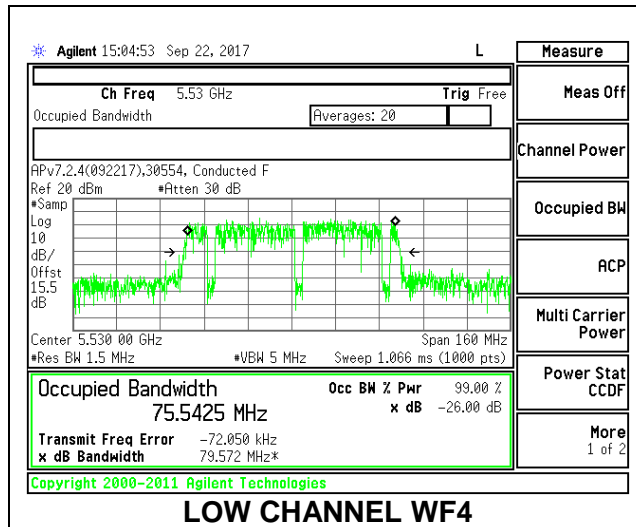 Agilent 15:04:53 Sep 22, 2017 L
Measure
Ch Freq 5.53 GHz Trig Free
Occupied Bandwidth Averages: 20
Meas Off
Channel Power
Occupied BW
ACP
Multi Carrier
Power
Power Stat
CCDF
More
1 of 2
APv7.2.4(092217),30554, Conducted F
Ref 20 dBm #Atten 30 dB
#Samp
Log
10
dB/
Offst
15.5
dB
Center 5.530 00 GHz Span 160 MHz
#Res BW 1.5 MHz #VBW 5 MHz Sweep 1.066 ms (1000 pts)
Occupied Bandwidth Occ BW % Pwr 99.00 %
75.5425 MHz x dB -26.00 dB
Transmit Freq Error -72.050 kHz
x dB Bandwidth 79.572 MHz*
Copyright 2000-2011 Agilent Technologies
LOW CHANNEL WF4